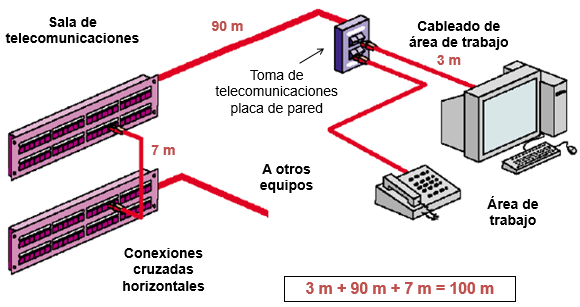 Sala de
telecomunicaciones
90 m
Cableado de
área de trabajo
3 m
Toma de
telecomunicaciones
placa de pared
7 m
A otros
equipos
Área de
trabajo
Conexiones
cruzadas
horizontales
3 m + 90 m + 7 m = 100 m